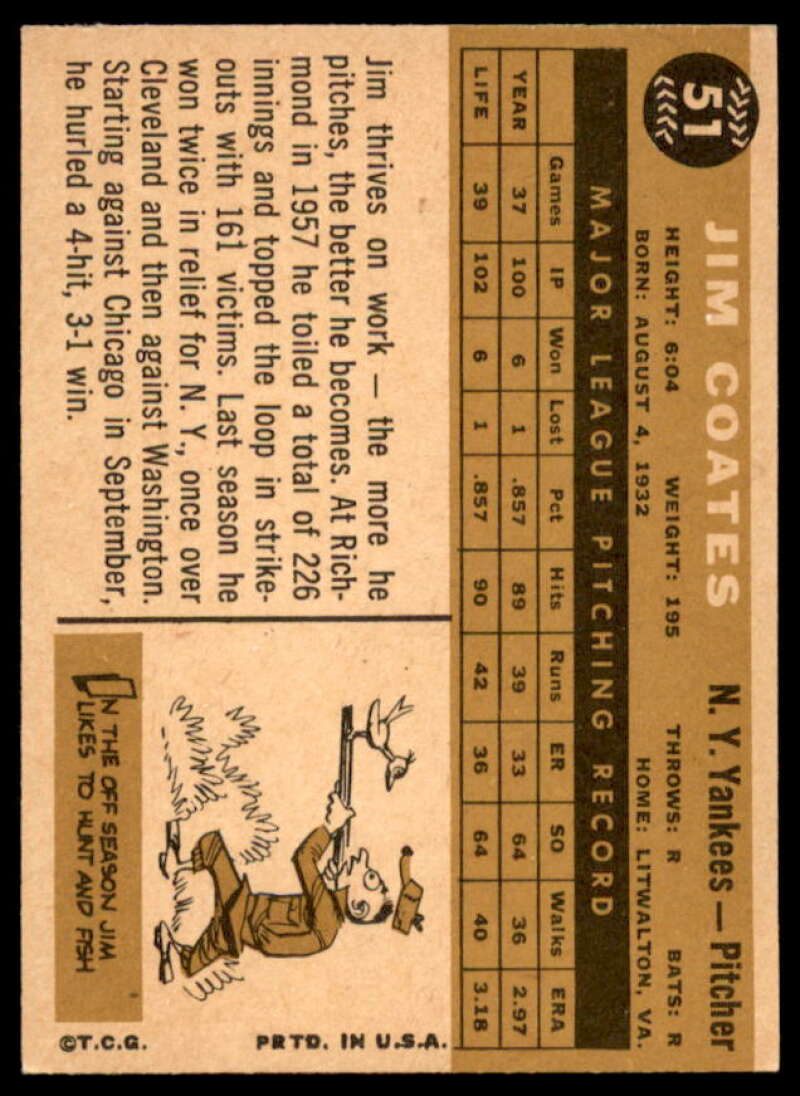 51
JIM COATES
N. Y. Yankees — Pitcher
HEIGHT: 6:04 WEIGHT: 195 THROWS: R BATS: R
BORN: AUGUST 4, 1932 HOME: LITWALTON, VA.
MAJOR LEAGUE PITCHING RECORD
Games IP Won Lost Pct Hits Runs ER SO Walks ERA
YEAR 37 100 6 1 .857 89 39 33 64 36 2.97
LIFE 39 102 6 1 .857 90 42 36 64 40 3.18
Jim thrives on work — the more he
pitches, the better he becomes. At Rich-
mond in 1957 he toiled a total of 226
innings and topped the loop in strike-
outs with 161 victims. Last season he
won twice in relief for N. Y., once over
Cleveland and then against Washington.
Starting against Chicago in September,
he hurled a 4-hit, 3-1 win.
IN THE OFF SEASON JIM
LIKES TO HUNT AND FISH
©T.C.G. PRTD. IN U.S.A.